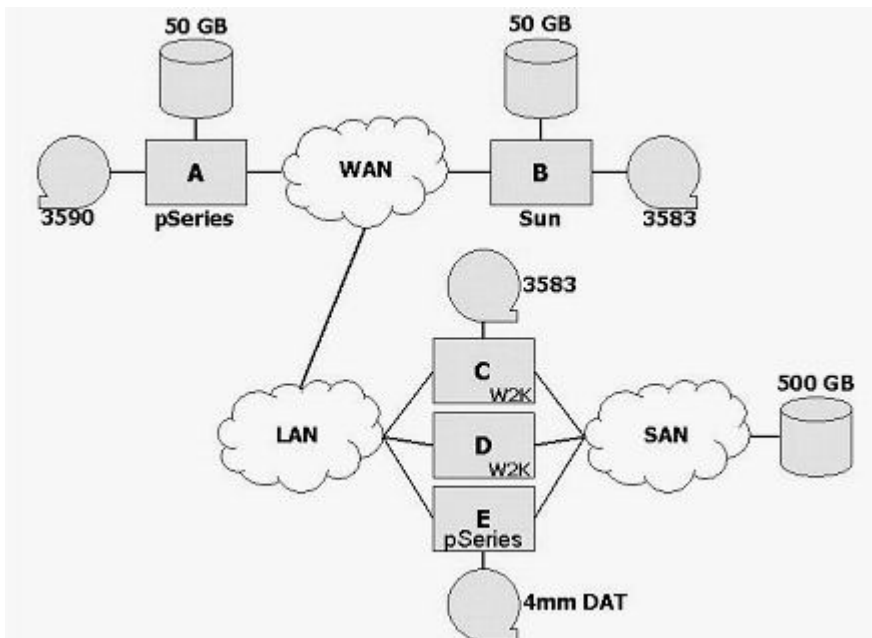 50 GB
50 GB
A
WAN
B
3590
pSeries
Sun
3583
3583
C
W2K
500 GB
LAN
D
W2K
SAN
E
pSeries
4mm DAT